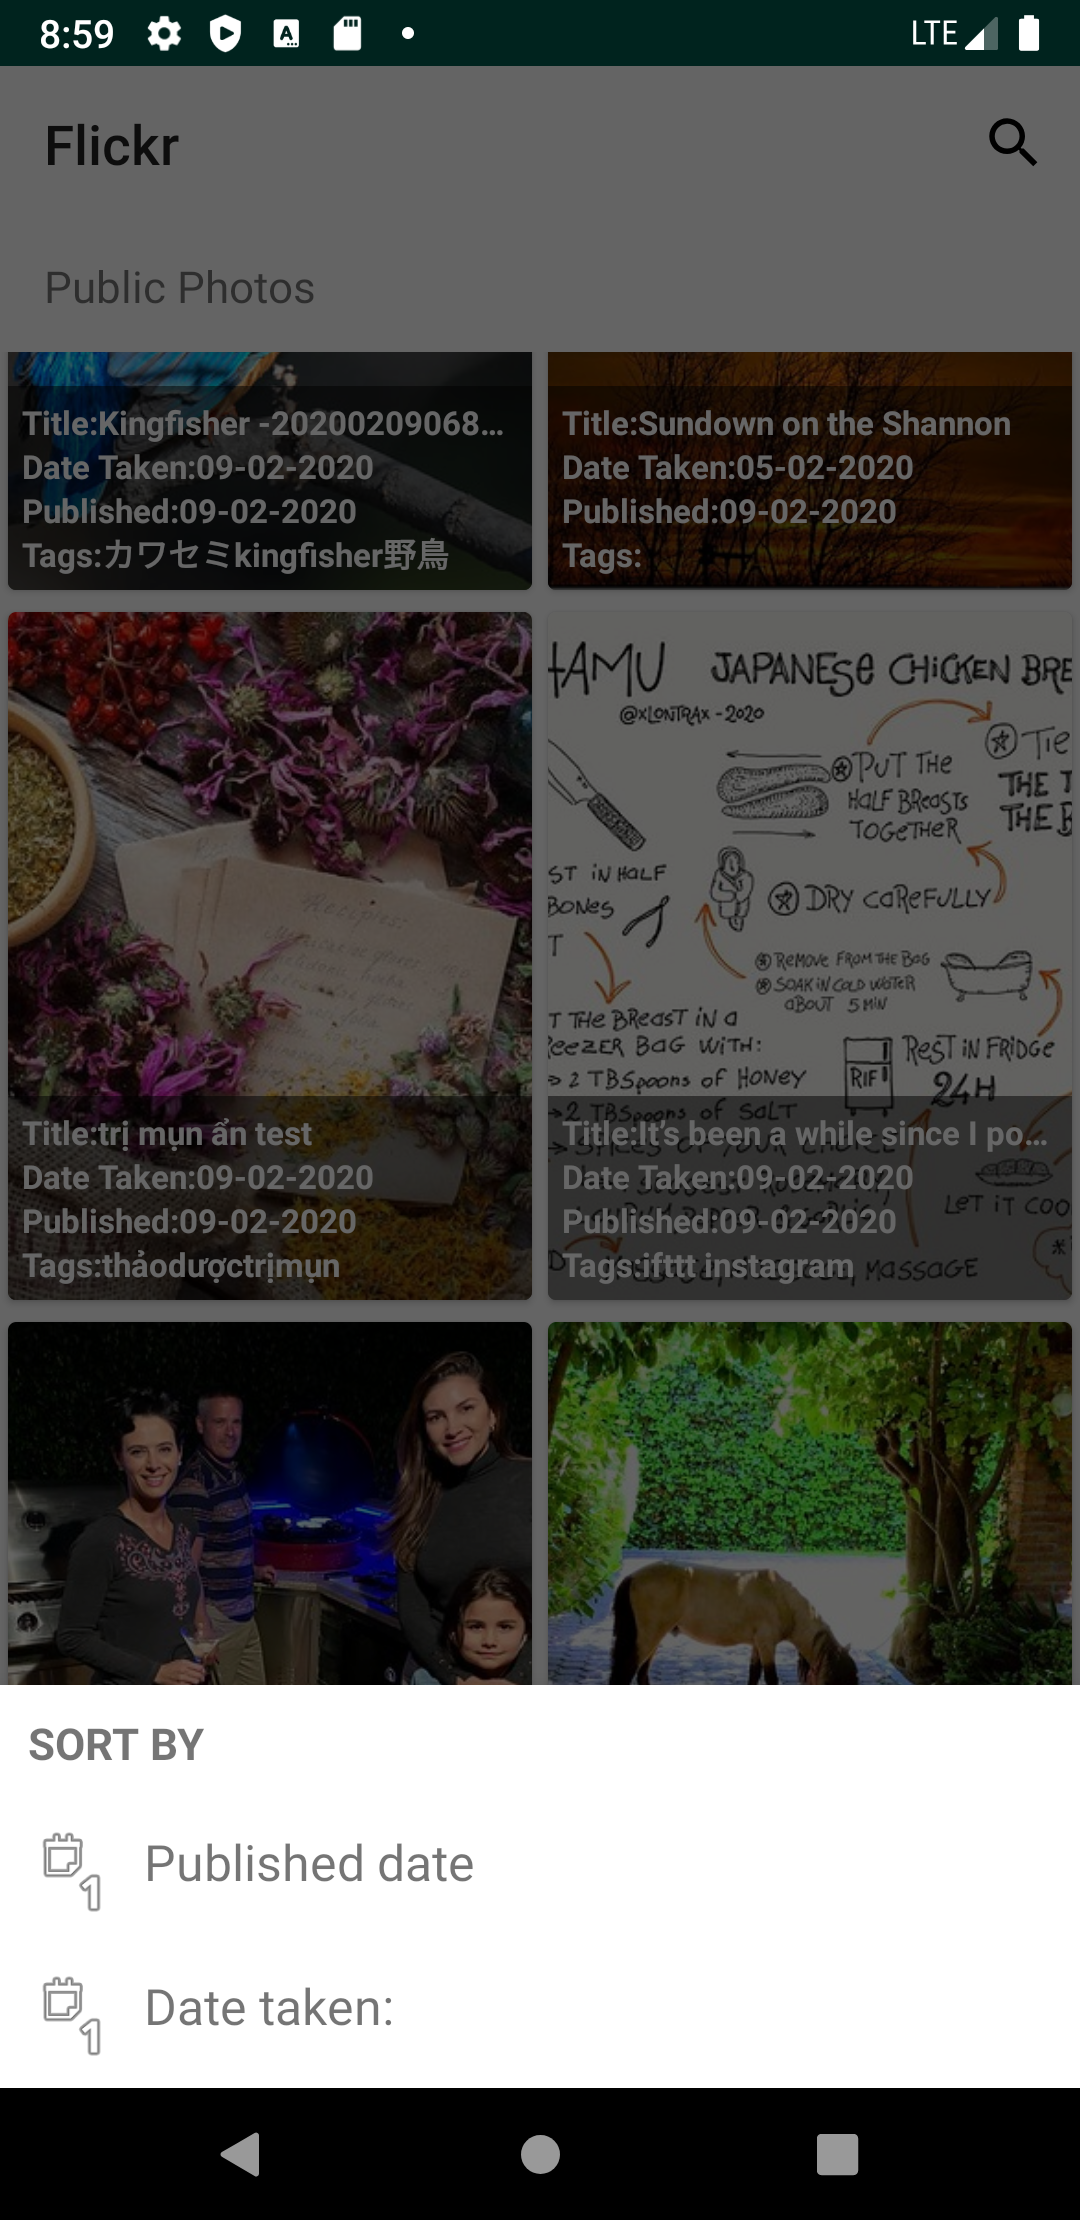 8:59
LTE
Flickr
Public Photos
Title:Kingfisher -20200209068...
Date Taken:09-02-2020
Published:09-02-2020
Tags:カワセミkingfisher野鳥
Title:Sundown on the Shannon
Date Taken:05-02-2020
Published:09-02-2020
Tags:
Title:trị mụn ẩn test
Date Taken:09-02-2020
Published:09-02-2020
Tags:thảodượctrịmụn
HAMU JAPANESE CHICKEN BRE
@XLONTRAX -2020
PUT THE
HALF BREASTS
TOGETHER
TIE
THE T
THE B
ST IN HALF
BONES
T
DRY CAREFULLY
REMOVE FROM THE BAG
SOAK IN COLD WATER
ABOUT 5 MIN
T THE BREAST IN A
REEZER BAG WITH:
2 TBSPOONS OF HONEY
2 TBSPOONS OF SALT
REST IN FRIDGE
24H
RIF
LET IT COO
MASSAGE
Title:It's been a while since I po...
Date Taken:09-02-2020
Published:09-02-2020
Tags:ifttt instagram
SORT BY
1 Published date
1 Date taken: